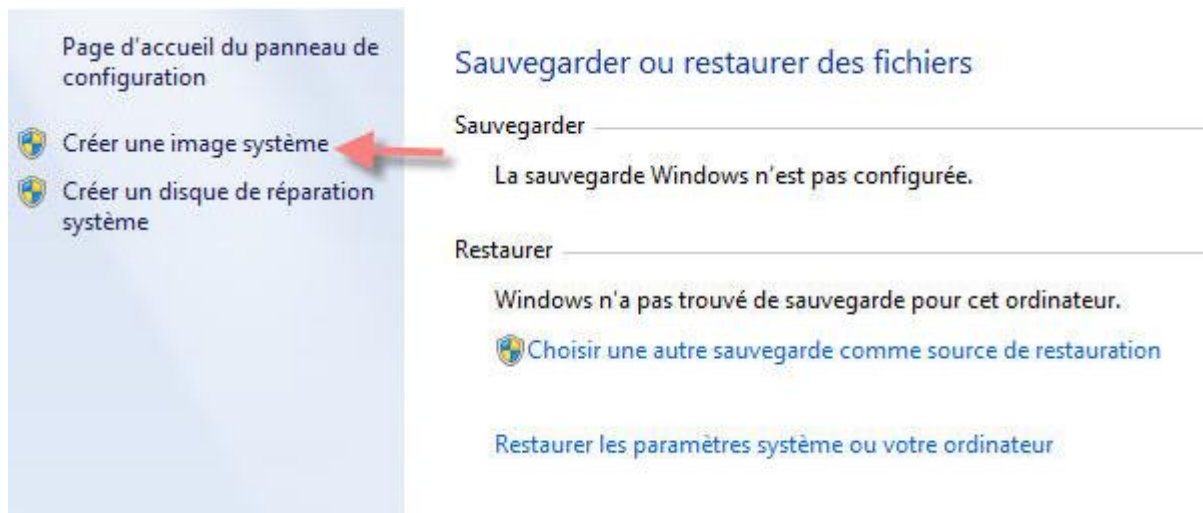 Page d'accueil du panneau de
configuration
Créer une image système
Créer un disque de réparation
système
Sauvegarder ou restaurer des fichiers
Sauvegarder
La sauvegarde Windows n'est pas configurée.
Restaurer
Windows n'a pas trouvé de sauvegarde pour cet ordinateur.
Choisir une autre sauvegarde comme source de restauration
Restaurer les paramètres système ou votre ordinateur